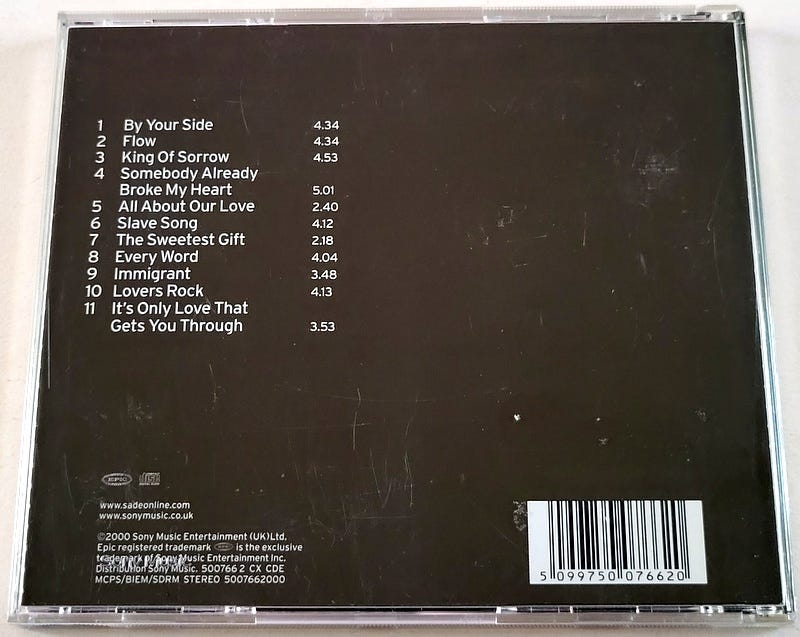 1 By Your Side 4.34
2 Flow 4.34
3 King Of Sorrow 4.53
4 Somebody Already
Broke My Heart 5.01
5 All About Our Love 2.40
6 Slave Song 4.12
7 The Sweetest Gift 2.18
8 Every Word 4.04
9 Immigrant 3.48
10 Lovers Rock 4.13
11 It's Only Love That
Gets You Through 3.53
EPIC
www.sadeonline.com
www.sonymusic.co.uk
©2000 Sony Music Entertainment (UK)Ltd.
Epic registered trademark is the exclusive
trademark of Sony Music Entertainment Inc.
Distribution Sony Music. 500766 2 CX CDE
MCPS/BIEM/SDRM STEREO 5007662000
5 099750 076620